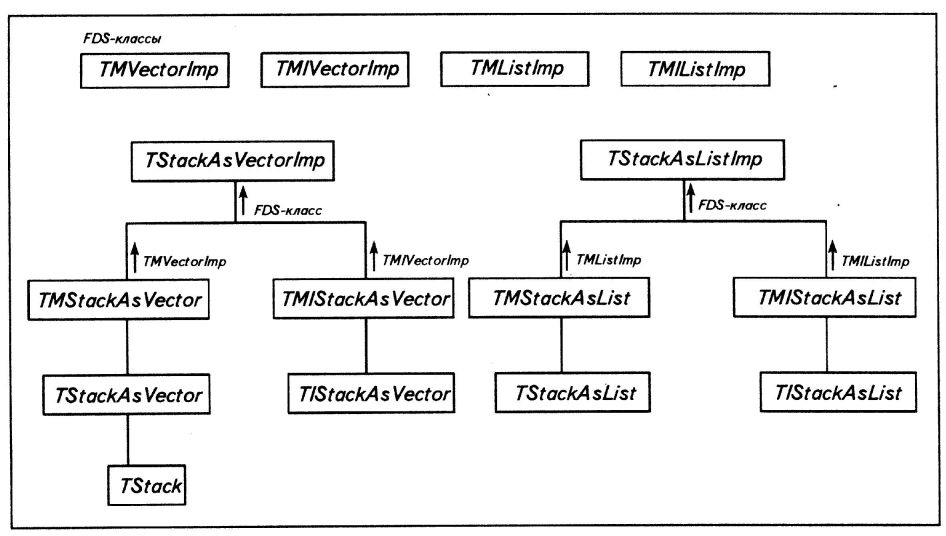 FDS-классы
TMVectorImp TMIVectorImp TMListImp TMIListImp
TStackAsVectorImp TStackAsListImp
FDS-класс FDS-класс
TMVectorImp TMIVectorImp TMListImp TMIListImp
TMStackAsVector TMIStackAsVector TMStackAsList TMIStackAsList
TStackAsVector TIStackAsVector TStackAsList TIStackAsList
TStack